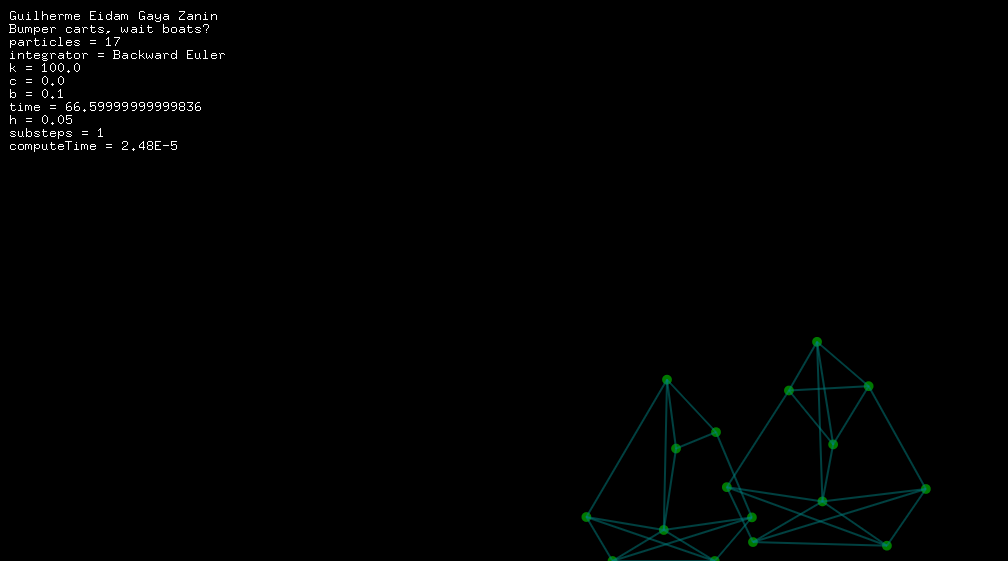 Guilherme Eidam Gaya Zanin
Bumper carts, wait boats?
particles = 17
integrator = Backward Euler
k = 100.0
c = 0.0
b = 0.1
time = 66.59999999999836
h = 0.05
substeps = 1
computeTime = 2.48E-5